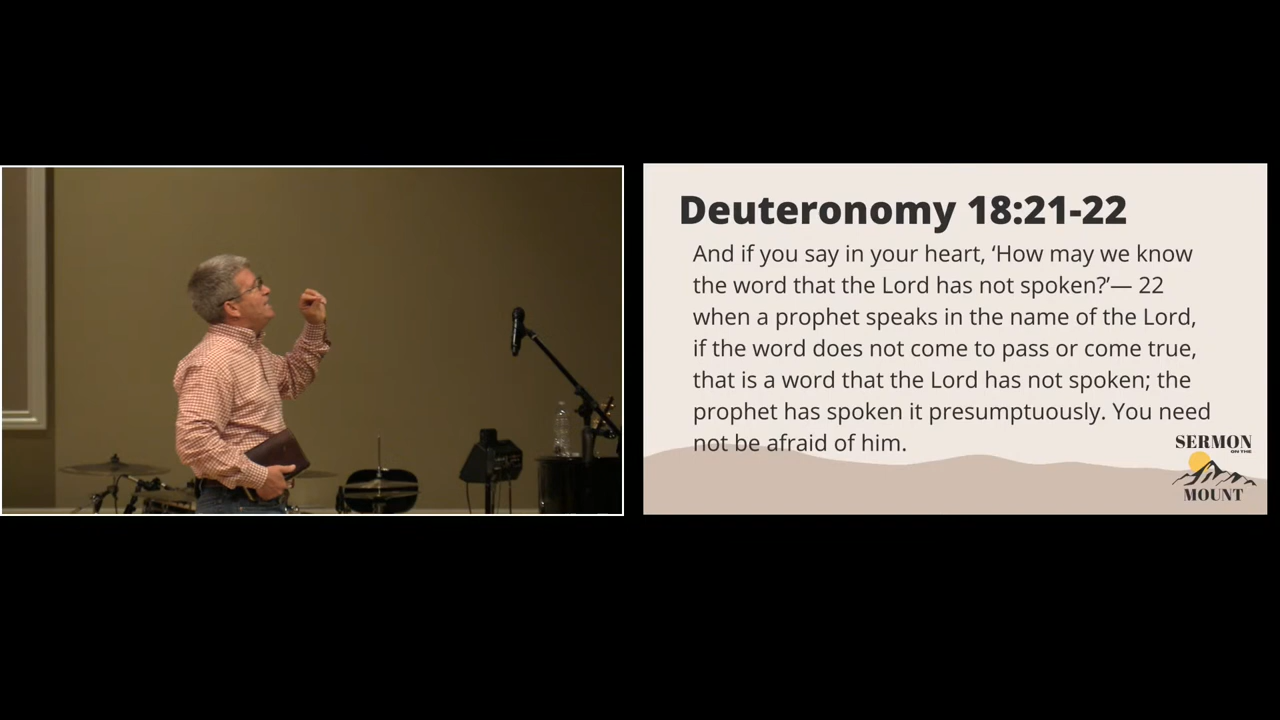 Deuteronomy 18:21-22
And if you say in your heart, ‘How may we know
the word that the Lord has not spoken?’— 22
when a prophet speaks in the name of the Lord,
if the word does not come to pass or come true,
that is a word that the Lord has not spoken; the
prophet has spoken it presumptuously. You need
not be afraid of him.
SERMON
ON THE
MOUNT